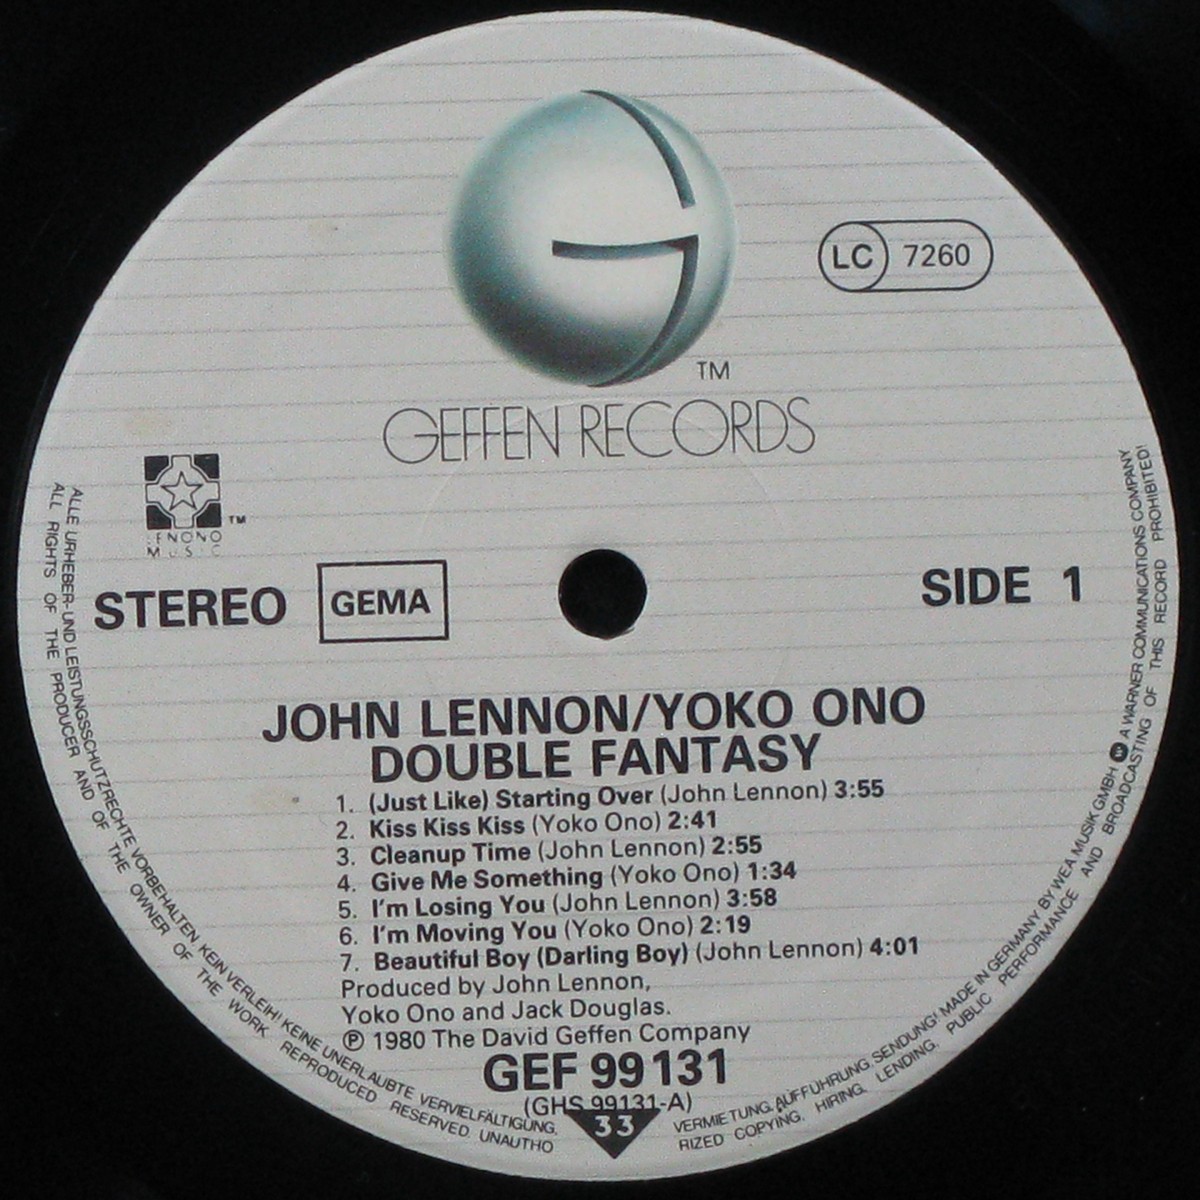 TM
LC 7260
GEFFEN RECORDS
TM
LENONO
MUSIC
STEREO GEMA
SIDE 1
JOHN LENNON/YOKO ONO
DOUBLE FANTASY
1. (Just Like) Starting Over (John Lennon) 3:55
2. Kiss Kiss Kiss (Yoko Ono) 2:41
3. Cleanup Time (John Lennon) 2:55
4. Give Me Something (Yoko Ono) 1:34
5. I'm Losing You (John Lennon) 3:58
6. I'm Moving You (Yoko Ono) 2:19
7. Beautiful Boy (Darling Boy) (John Lennon) 4:01
Produced by John Lennon,
Yoko Ono and Jack Douglas.
℗ 1980 The David Geffen Company
GEF 99131
(GHS 99131-A)
33
ALLE URHEBER- UND LEISTUNGSSCHUTZRECHTE VORBEHALTEN KEIN VERLEIH! KEINE UNERLAUBTE VERVIELFÄLTIGUNG, VERMIETUNG, AUFFÜHRUNG, SENDUNG! MADE IN GERMANY BY WEA MUSIK GMBH W A WARNER COMMUNICATIONS COMPANY
ALL RIGHTS OF THE PRODUCER AND OF THE OWNER OF THE WORK REPRODUCED RESERVED UNAUTHORIZED COPYING, HIRING, LENDING, PUBLIC PERFORMANCE AND BROADCASTING OF THIS RECORD PROHIBITED!